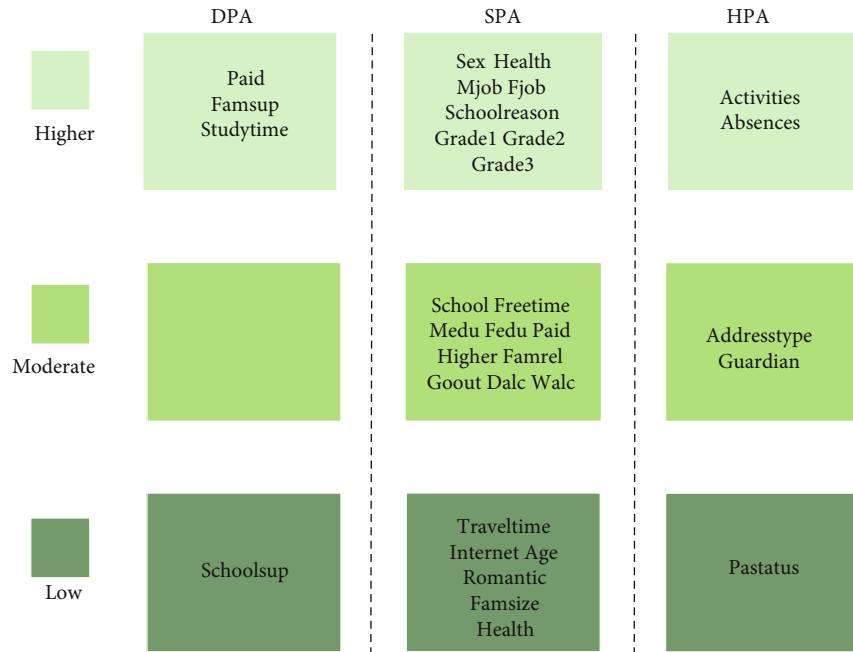 DPA
SPA
HPA
Higher
Paid
Famsup
Studytime
Sex Health
Mjob Fjob
Schoolreason
Grade1 Grade2
Grade3
Activities
Absences
Moderate
School Freetime
Medu Fedu Paid
Higher Famrel
Goout Dalc Walc
Addresstype
Guardian
Low
Schoolsup
Traveltime
Internet Age
Romantic
Famsize
Health
Pastatus